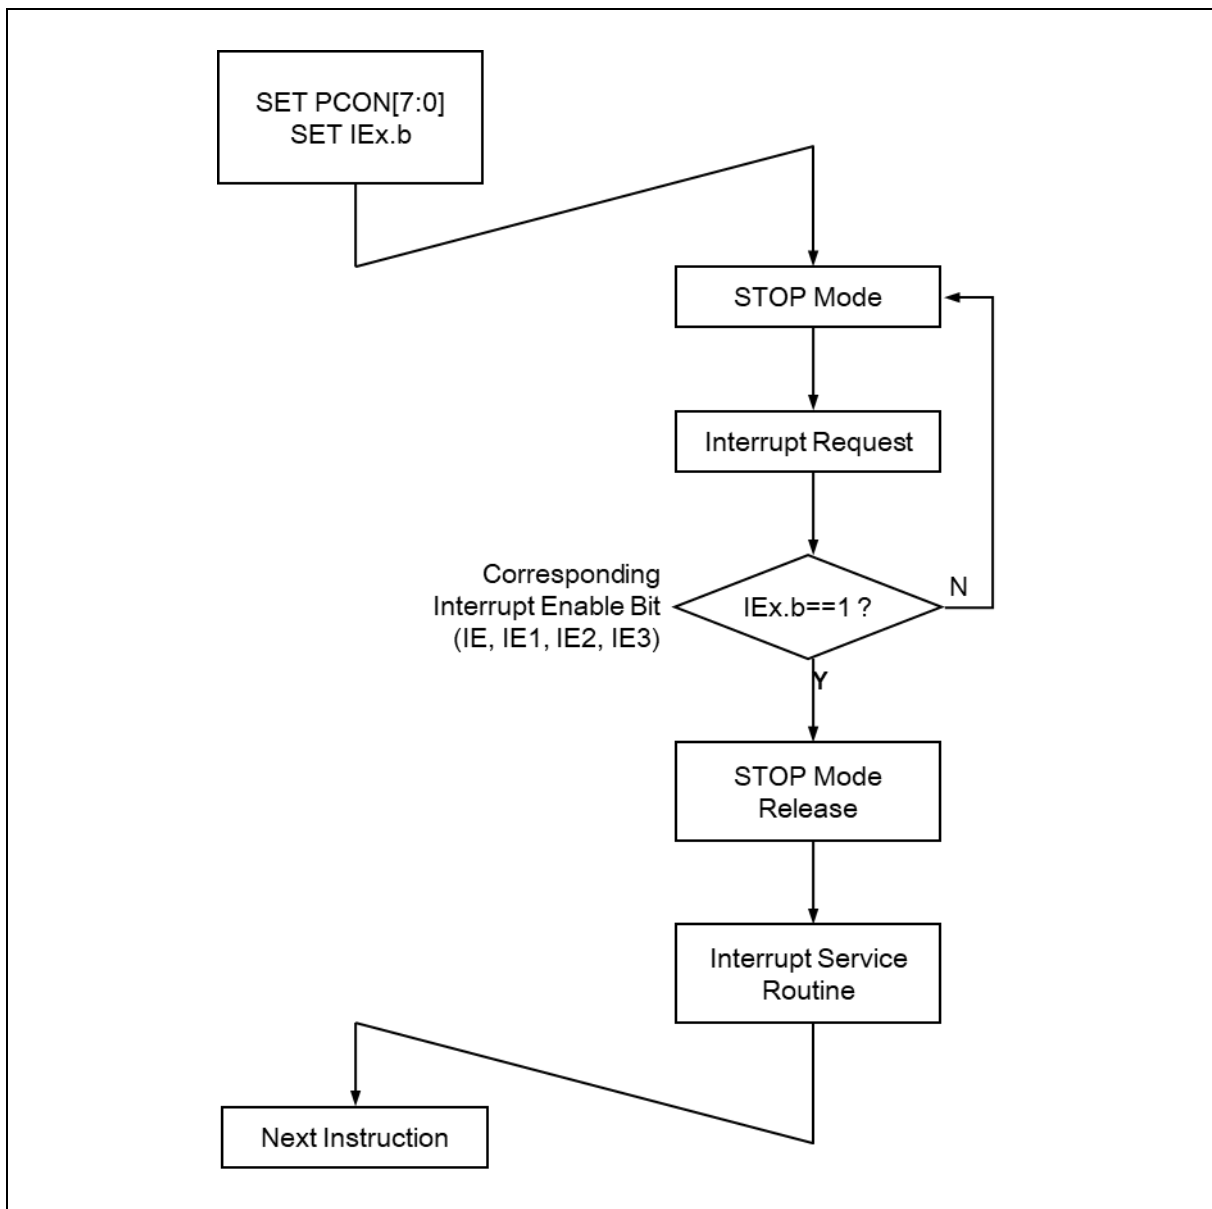 SET PCON[7:0]
SET IEx.b
STOP Mode
Interrupt Request
Corresponding
Interrupt Enable Bit
(IE, IE1, IE2, IE3)
IEx.b==1 ?
N
Y
STOP Mode
Release
Interrupt Service
Routine
Next Instruction